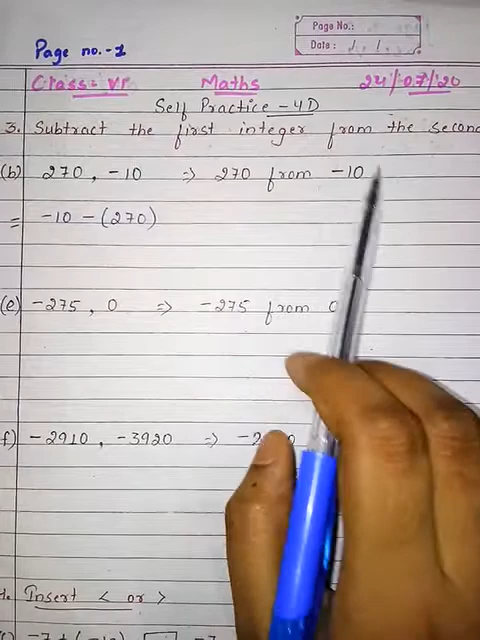 Page No.:
Date: / /
Page no.-1
Class:- VI Maths 24/07/20
Self Practice - 4D
3. Subtract the first integer from the second
(b) 270, -10 ⇒ 270 from -10
= -10 - (270)
(e) -275, 0 ⇒ -275 from 0
f) -2910, -3920 ⇒
Insert < or >